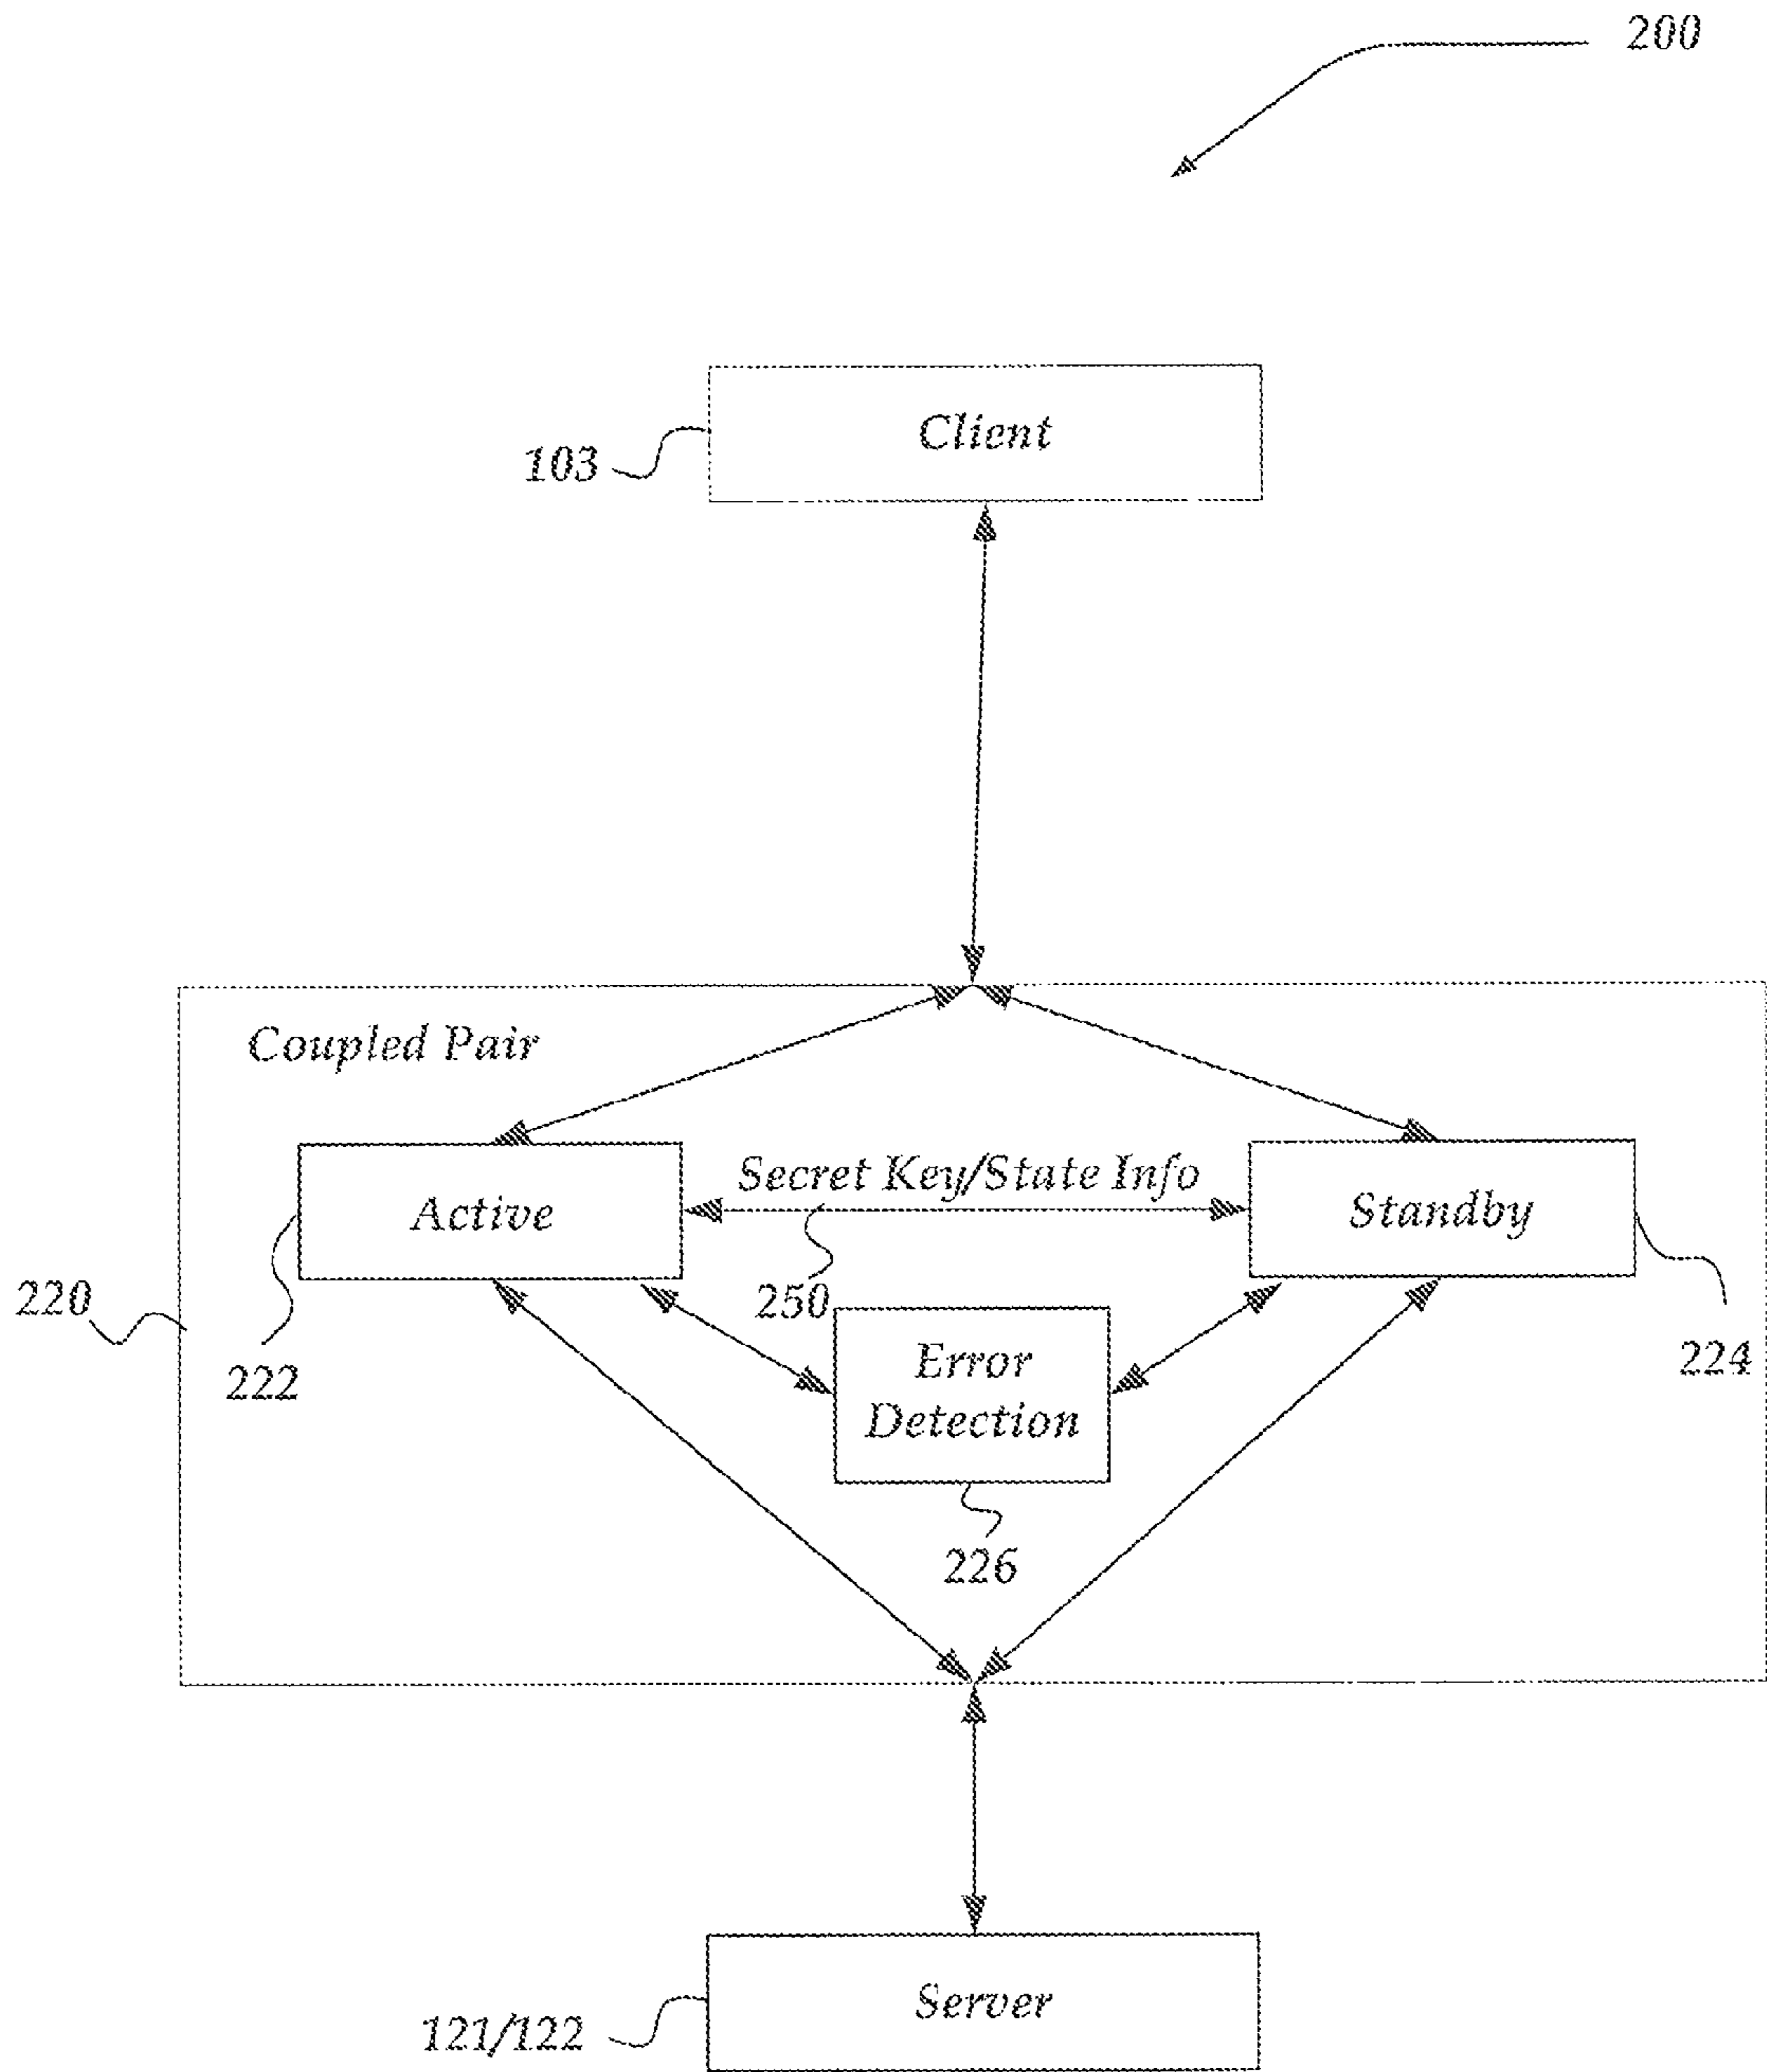 200
Client
103
Coupled Pair
Secret Key/State Info
Active
Standby
250
220
222
224
Error
Detection
226
Server
121/122